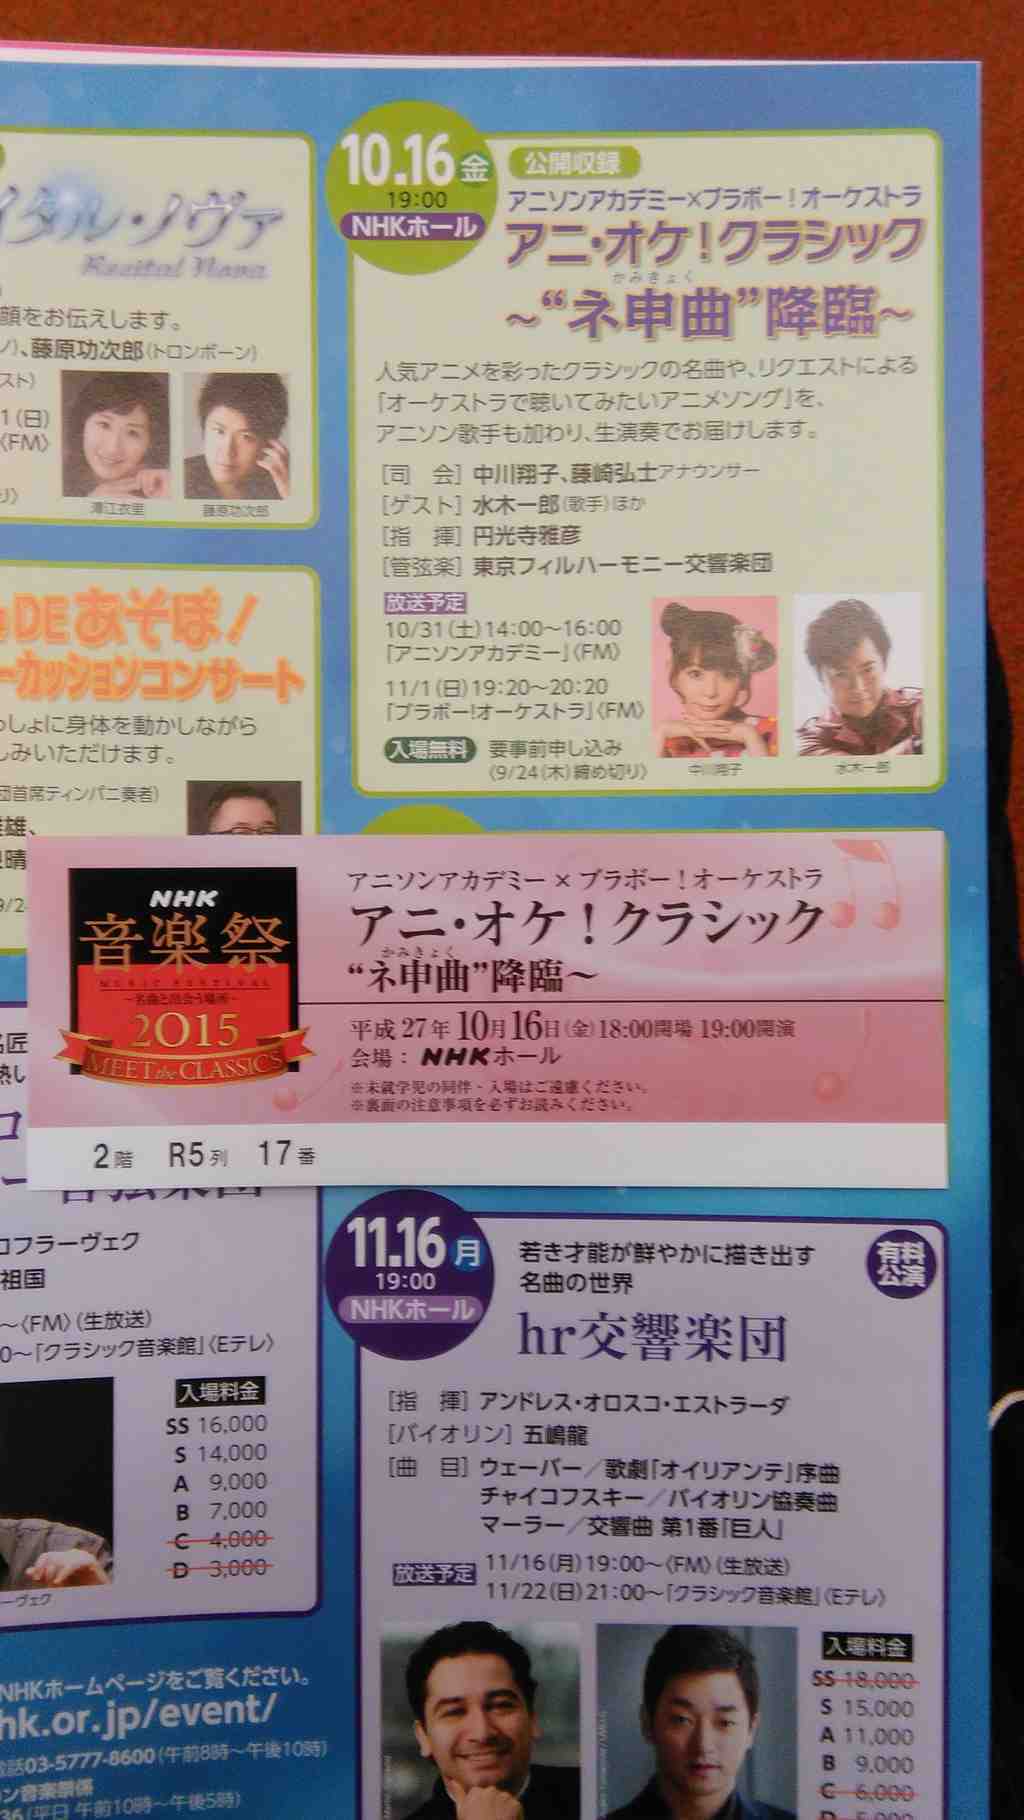 イタル・ノヴァ
Recital Nova
顔をお伝えします。
、藤原功次郎(トロンボーン)
スト)
1(日)
〈FM〉
澤江衣里
藤原功次郎
DEあそぼ!
ーカッションコンサート
っしょに身体を動かしながら
しみいただけます。
団首席ティンパニ奏者)
雄、
晴
10.16 金
19:00
NHKホール
公開収録
アニソンアカデミー×ブラボー!オーケストラ
アニ・オケ!クラシック
かみきょく
~“ネ申曲”降臨~
人気アニメを彩ったクラシックの名曲や、リクエストによる
「オーケストラで聴いてみたいアニメソング」を、
アニソン歌手も加わり、生演奏でお届けします。
[司 会] 中川翔子、藤崎弘士アナウンサー
[ゲスト] 水木一郎(歌手)ほか
[指 揮] 円光寺雅彦
[管弦楽] 東京フィルハーモニー交響楽団
放送予定
10/31(土)14:00~16:00
「アニソンアカデミー」〈FM〉
11/1(日)19:20~20:20
「ブラボー!オーケストラ」〈FM〉
入場無料 要事前申し込み
〈9/24(木)締め切り〉
中川翔子
水木一郎
NHK
音楽祭
MUSIC FESTIVAL
~名曲と出会う場所~
2015
MEET the CLASSICS
アニソンアカデミー × ブラボー!オーケストラ
アニ・オケ!クラシック
かみきょく
“ネ申曲”降臨~
平成27年10月16日(金)18:00開場 19:00開演
会場: NHKホール
※未就学児の同伴・入場はご遠慮ください。
※裏面の注意事項を必ずお読みください。
2階 R5列 17番
コフラーヴェク
祖国
~〈FM〉(生放送)
0~「クラシック音楽館」〈Eテレ〉
入場料金
SS 16,000
S 14,000
A 9,000
B 7,000
C 4,000
D 3,000
ーヴェク
NHKホームページをご覧ください。
hk.or.jp/event/
03-5777-8600(午前8時~午後10時)
ン音楽祭係
36(平日 午前10時~午後5時)
11.16 月
19:00
NHKホール
有料公演
若き才能が鮮やかに描き出す
名曲の世界
hr交響楽団
[指 揮] アンドレス・オロスコ・エストラーダ
[バイオリン] 五嶋龍
[曲 目] ウェーバー/歌劇「オイリアンテ」序曲
チャイコフスキー/バイオリン協奏曲
マーラー/交響曲 第1番「巨人」
放送予定 11/16(月)19:00~〈FM〉(生放送)
11/22(日)21:00~「クラシック音楽館」〈Eテレ〉
入場料金
SS 18,000
S 15,000
A 11,000
B 9,000
C 6,000
D 5,000